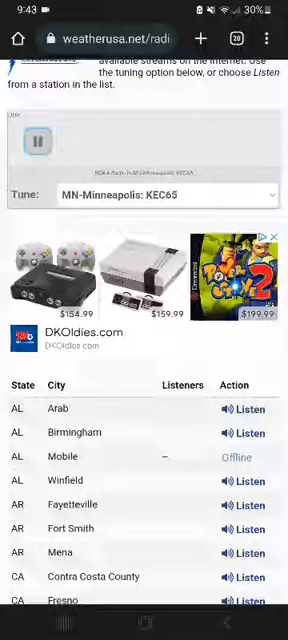 9:43
30%
weatherusa.net/radi
20
available streams on the Internet. Use
the tuning option below, or choose Listen
from a station in the list.
Tune: MN-Minneapolis: KEC65
$154.99
$159.99
POWER
STONE 2
$199.99
DKOldies.com
DKOldies.com
State City Listeners Action
AL Arab Listen
AL Birmingham Listen
AL Mobile – Offline
AL Winfield Listen
AR Fayetteville Listen
AR Fort Smith Listen
AR Mena Listen
CA Contra Costa County Listen
CA Fresno Listen